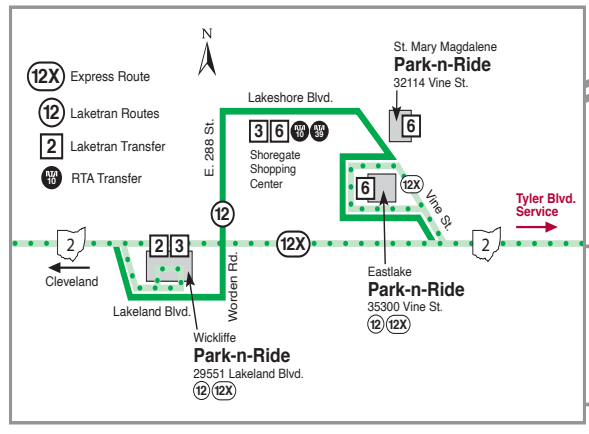 N
12X Express Route
12 Laketran Routes
2 Laketran Transfer
RTA 10 RTA Transfer
St. Mary Magdalene
Park-n-Ride
32114 Vine St.
6
Lakeshore Blvd.
3 6 RTA 10 RTA 39
Shoregate
Shopping
Center
E. 288 St.
6
12X
Vine St.
Tyler Blvd.
Service
12
2
2 3
12X
2
Cleveland
Worden Rd.
Lakeland Blvd.
Eastlake
Park-n-Ride
35300 Vine St.
12 12X
Wickliffe
Park-n-Ride
29551 Lakeland Blvd.
12 12X